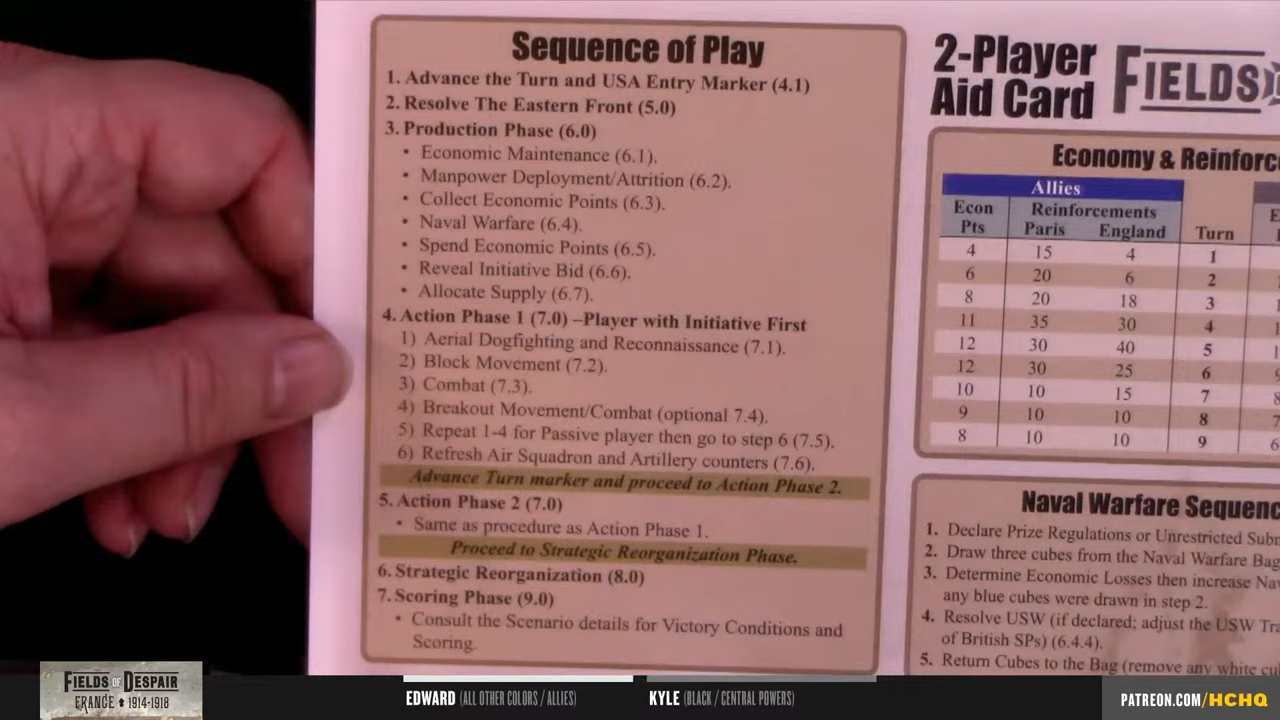 Sequence of Play
1. Advance the Turn and USA Entry Marker (4.1)
2. Resolve The Eastern Front (5.0)
3. Production Phase (6.0)
• Economic Maintenance (6.1).
• Manpower Deployment/Attrition (6.2).
• Collect Economic Points (6.3).
• Naval Warfare (6.4).
• Spend Economic Points (6.5).
• Reveal Initiative Bid (6.6).
• Allocate Supply (6.7).
4. Action Phase 1 (7.0) –Player with Initiative First
1) Aerial Dogfighting and Reconnaissance (7.1).
2) Block Movement (7.2).
3) Combat (7.3).
4) Breakout Movement/Combat (optional 7.4).
5) Repeat 1-4 for Passive player then go to step 6 (7.5).
6) Refresh Air Squadron and Artillery counters (7.6).
Advance Turn marker and proceed to Action Phase 2.
5. Action Phase 2 (7.0)
• Same as procedure as Action Phase 1.
Proceed to Strategic Reorganization Phase.
6. Strategic Reorganization (8.0)
7. Scoring Phase (9.0)
• Consult the Scenario details for Victory Conditions and
Scoring.
2-Player
Aid Card
FIELDS
Economy & Reinforc
Allies
Econ Reinforcements
Pts Paris England Turn
4 15 4 1
6 20 6 2
8 20 18 3
11 35 30 4
12 30 40 5
12 30 25 6
10 10 15 7
9 10 10 8
8 10 10 9
Naval Warfare Sequenc
1. Declare Prize Regulations or Unrestricted Subm
2. Draw three cubes from the Naval Warfare Bag
3. Determine Economic Losses then increase Nav
any blue cubes were drawn in step 2.
4. Resolve USW (if declared; adjust the USW Tra
of British SPs) (6.4.4).
5. Return Cubes to the Bag (remove any white cu
FIELDS OF DESPAIR
FRANCE 1914-1918
EDWARD (ALL OTHER COLORS / ALLIES)
KYLE (BLACK / CENTRAL POWERS)
PATREON.COM/HCHQ